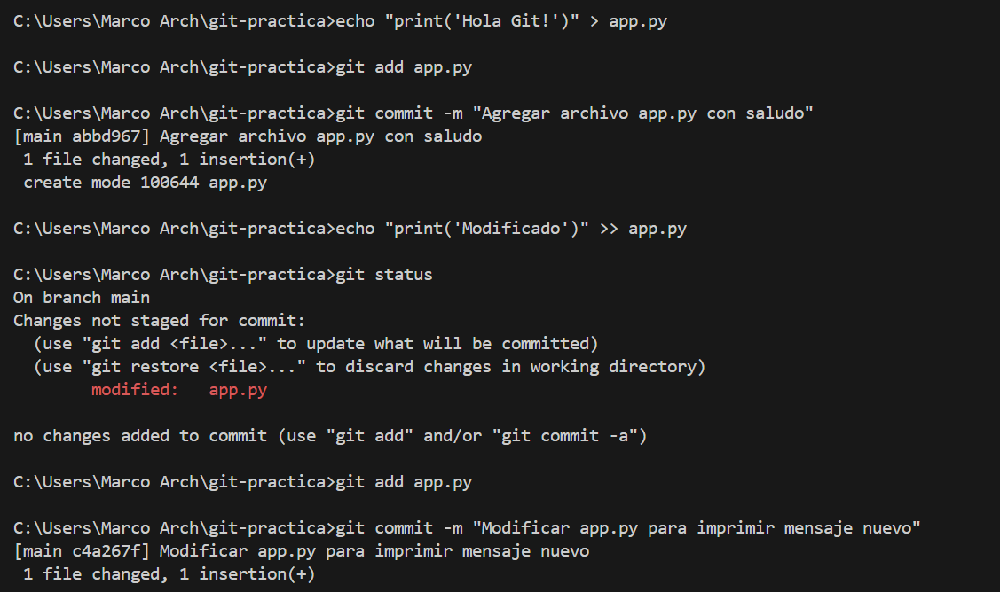 C:\Users\Marco Arch\git-practica>echo "print('Hola Git!')" > app.py
C:\Users\Marco Arch\git-practica>git add app.py
C:\Users\Marco Arch\git-practica>git commit -m "Agregar archivo app.py con saludo"
[main abbd967] Agregar archivo app.py con saludo
 1 file changed, 1 insertion(+)
 create mode 100644 app.py
C:\Users\Marco Arch\git-practica>echo "print('Modificado')" >> app.py
C:\Users\Marco Arch\git-practica>git status
On branch main
Changes not staged for commit:
  (use "git add <file>..." to update what will be committed)
  (use "git restore <file>..." to discard changes in working directory)
        modified:   app.py
no changes added to commit (use "git add" and/or "git commit -a")
C:\Users\Marco Arch\git-practica>git add app.py
C:\Users\Marco Arch\git-practica>git commit -m "Modificar app.py para imprimir mensaje nuevo"
[main c4a267f] Modificar app.py para imprimir mensaje nuevo
 1 file changed, 1 insertion(+)